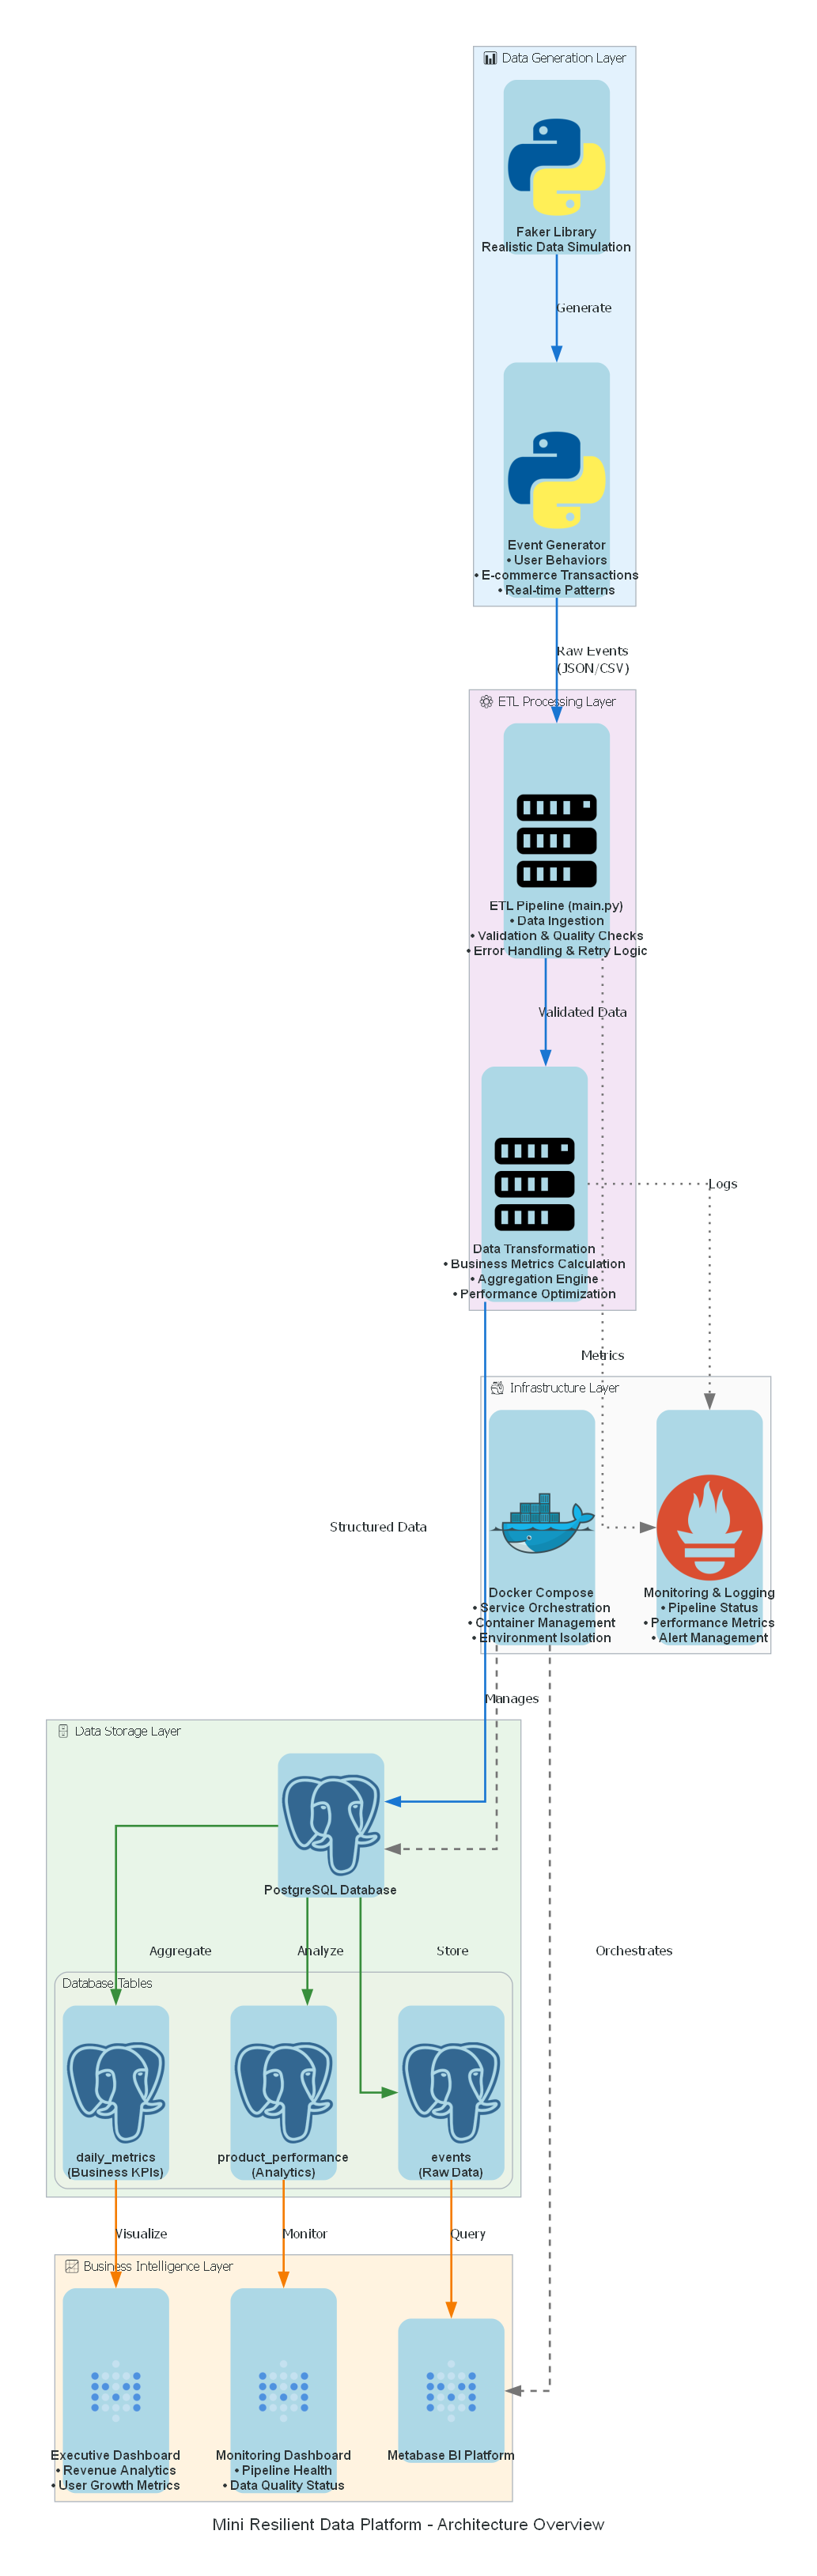 Data Generation Layer
Faker Library
Realistic Data Simulation
Generate
Event Generator
• User Behaviors
• E-commerce Transactions
• Real-time Patterns
Raw Events
(JSON/CSV)
ETL Processing Layer
ETL Pipeline (main.py)
• Data Ingestion
• Validation & Quality Checks
• Error Handling & Retry Logic
Validated Data
Data Transformation
• Business Metrics Calculation
• Aggregation Engine
• Performance Optimization
Logs
Metrics
Infrastructure Layer
Structured Data
Docker Compose
• Service Orchestration
• Container Management
• Environment Isolation
Monitoring & Logging
• Pipeline Status
• Performance Metrics
• Alert Management
Manages
Data Storage Layer
PostgreSQL Database
Aggregate
Analyze
Store
Orchestrates
Database Tables
daily_metrics
(Business KPIs)
product_performance
(Analytics)
events
(Raw Data)
Visualize
Monitor
Query
Business Intelligence Layer
Executive Dashboard
• Revenue Analytics
• User Growth Metrics
Monitoring Dashboard
• Pipeline Health
• Data Quality Status
Metabase BI Platform
Mini Resilient Data Platform - Architecture Overview